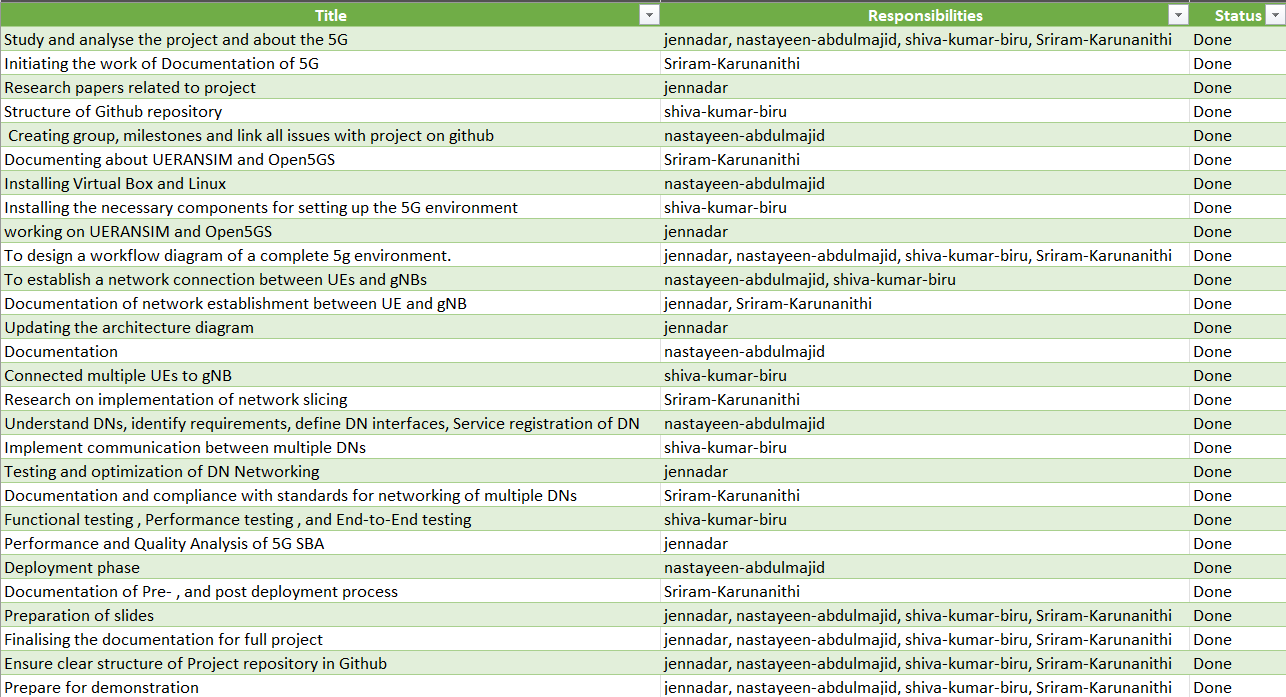 Title Responsibilities Status
Study and analyse the project and about the 5G jennadar, nastayeen-abdulmajid, shiva-kumar-biru, Sriram-Karunanithi Done
Initiating the work of Documentation of 5G Sriram-Karunanithi Done
Research papers related to project jennadar Done
Structure of Github repository shiva-kumar-biru Done
Creating group, milestones and link all issues with project on github nastayeen-abdulmajid Done
Documenting about UERANSIM and Open5GS Sriram-Karunanithi Done
Installing Virtual Box and Linux nastayeen-abdulmajid Done
Installing the necessary components for setting up the 5G environment shiva-kumar-biru Done
working on UERANSIM and Open5GS jennadar Done
To design a workflow diagram of a complete 5g environment. jennadar, nastayeen-abdulmajid, shiva-kumar-biru, Sriram-Karunanithi Done
To establish a network connection between UEs and gNBs nastayeen-abdulmajid, shiva-kumar-biru Done
Documentation of network establishment between UE and gNB jennadar, Sriram-Karunanithi Done
Updating the architecture diagram jennadar Done
Documentation nastayeen-abdulmajid Done
Connected multiple UEs to gNB shiva-kumar-biru Done
Research on implementation of network slicing Sriram-Karunanithi Done
Understand DNs, identify requirements, define DN interfaces, Service registration of DN nastayeen-abdulmajid Done
Implement communication between multiple DNs shiva-kumar-biru Done
Testing and optimization of DN Networking jennadar Done
Documentation and compliance with standards for networking of multiple DNs Sriram-Karunanithi Done
Functional testing , Performance testing , and End-to-End testing shiva-kumar-biru Done
Performance and Quality Analysis of 5G SBA jennadar Done
Deployment phase nastayeen-abdulmajid Done
Documentation of Pre- , and post deployment process Sriram-Karunanithi Done
Preparation of slides jennadar, nastayeen-abdulmajid, shiva-kumar-biru, Sriram-Karunanithi Done
Finalising the documentation for full project jennadar, nastayeen-abdulmajid, shiva-kumar-biru, Sriram-Karunanithi Done
Ensure clear structure of Project repository in Github jennadar, nastayeen-abdulmajid, shiva-kumar-biru, Sriram-Karunanithi Done
Prepare for demonstration jennadar, nastayeen-abdulmajid, shiva-kumar-biru, Sriram-Karunanithi Done